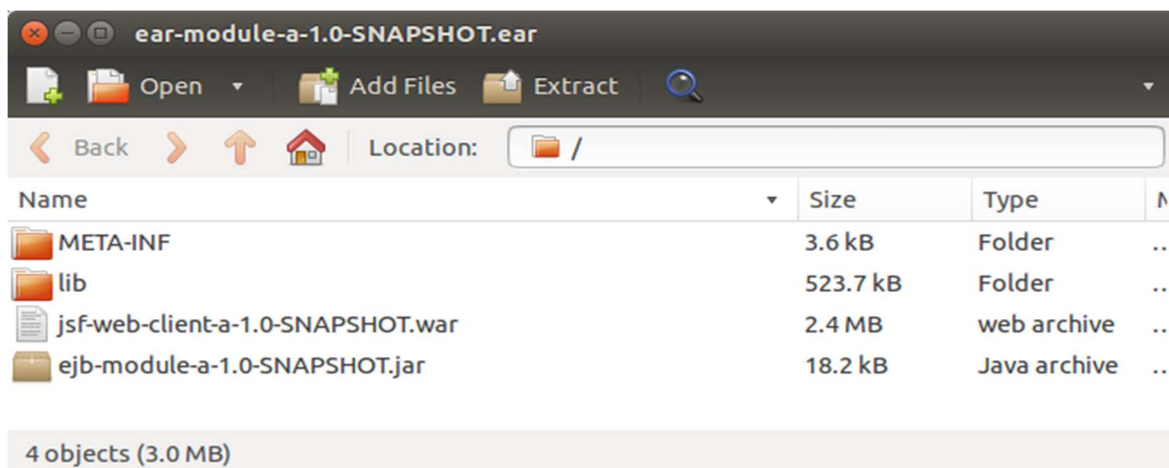 ear-module-a-1.0-SNAPSHOT.ear
Open Add Files Extract
Back Location: /
Name Size Type
META-INF 3.6 kB Folder ..
lib 523.7 kB Folder ..
jsf-web-client-a-1.0-SNAPSHOT.war 2.4 MB web archive ..
ejb-module-a-1.0-SNAPSHOT.jar 18.2 kB Java archive ..
4 objects (3.0 MB)